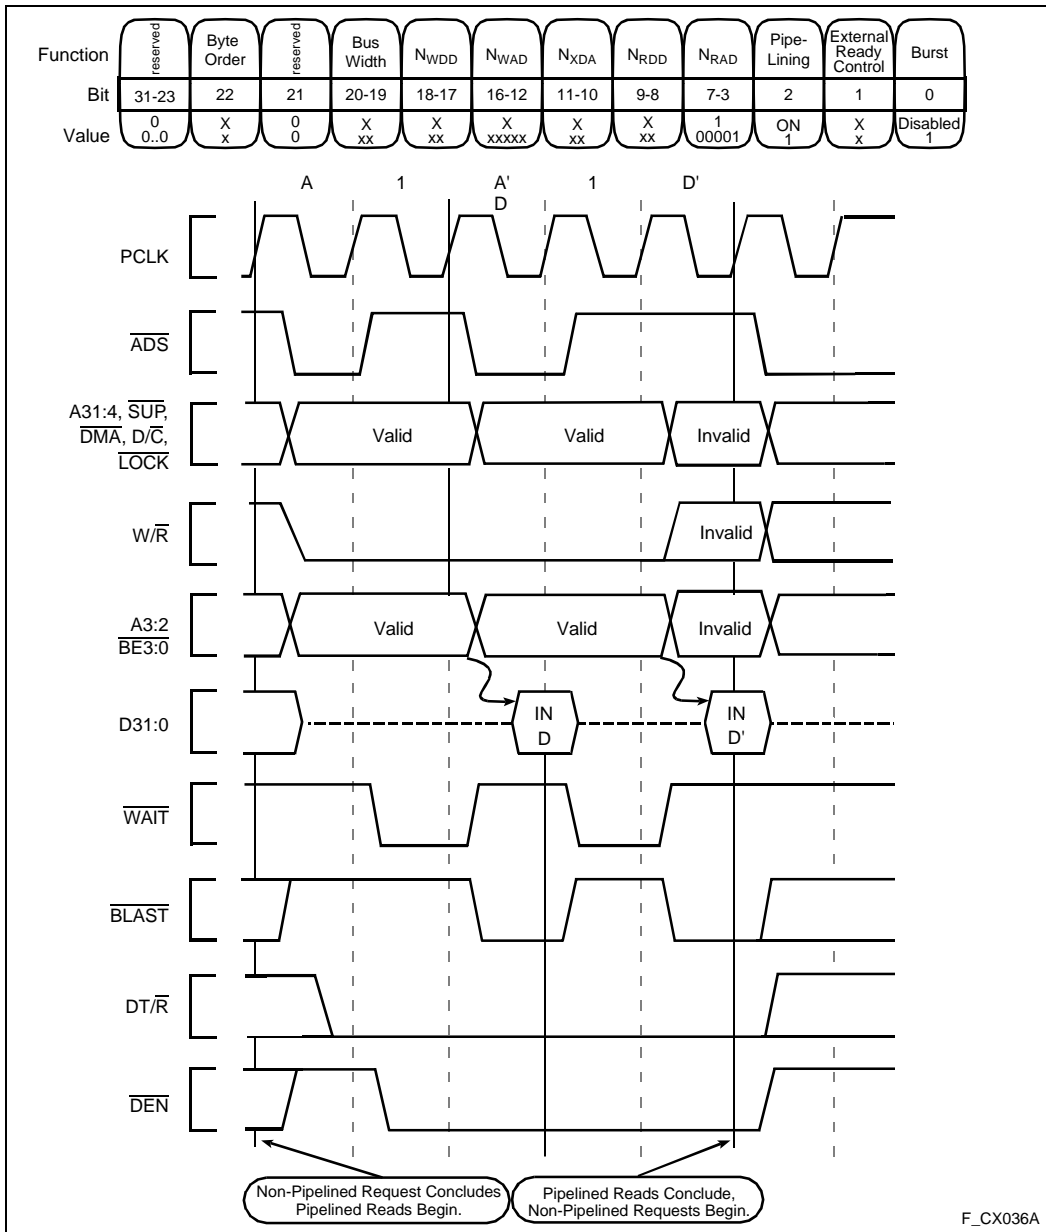 Function
reserved
Byte
Order
reserved
Bus
Width
NWDD
NWAD
NXDA
NRDD
NRAD
Pipe-
Lining
External
Ready
Control
Burst
Bit
31-23
22
21
20-19
18-17
16-12
11-10
9-8
7-3
2
1
0
Value
0
0..0
X
x
0
0
X
xx
X
xx
X
xxxxx
X
xx
X
xx
1
00001
ON
1
X
x
Disabled
1
A
1
A'
D
1
D'
PCLK
ADS
A31:4, SUP,
DMA, D/C,
LOCK
Valid
Valid
Invalid
W/R
Invalid
A3:2
BE3:0
Valid
Valid
Invalid
D31:0
IN
D
IN
D'
WAIT
BLAST
DT/R
DEN
Non-Pipelined Request Concludes
Pipelined Reads Begin.
Pipelined Reads Conclude,
Non-Pipelined Requests Begin.
F_CX036A